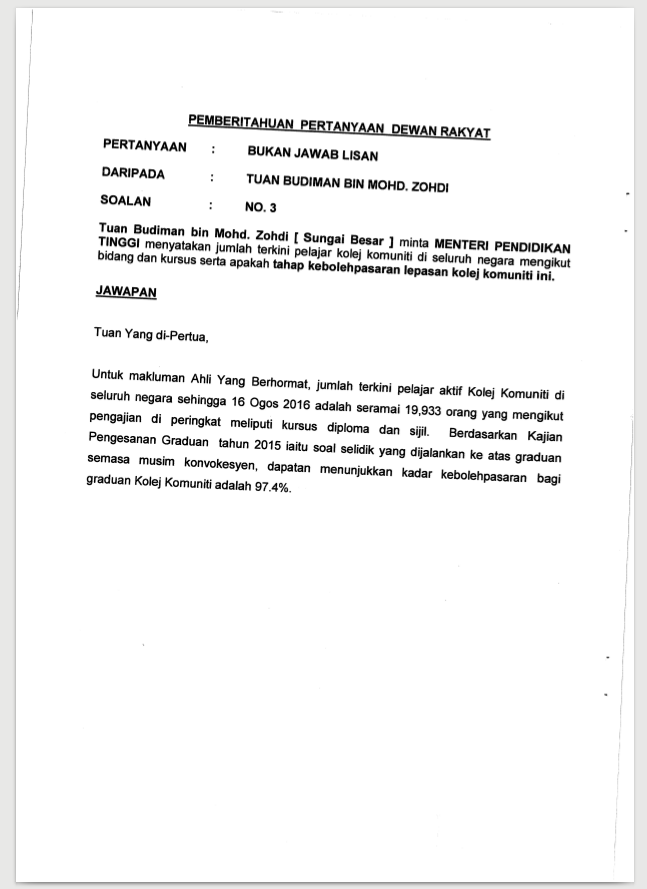 PEMBERITAHUAN PERTANYAAN DEWAN RAKYAT
PERTANYAAN : BUKAN JAWAB LISAN
DARIPADA : TUAN BUDIMAN BIN MOHD. ZOHDI
SOALAN : NO. 3
Tuan Budiman bin Mohd. Zohdi [ Sungai Besar ] minta MENTERI PENDIDIKAN
TINGGI menyatakan jumlah terkini pelajar kolej komuniti di seluruh negara mengikut
bidang dan kursus serta apakah tahap kebolehpasaran lepasan kolej komuniti ini.
JAWAPAN
Tuan Yang di-Pertua,
Untuk makluman Ahli Yang Berhormat, jumlah terkini pelajar aktif Kolej Komuniti di
seluruh negara sehingga 16 Ogos 2016 adalah seramai 19,933 orang yang mengikut
pengajian di peringkat meliputi kursus diploma dan sijil. Berdasarkan Kajian
Pengesanan Graduan tahun 2015 iaitu soal selidik yang dijalankan ke atas graduan
semasa musim konvokesyen, dapatan menunjukkan kadar kebolehpasaran bagi
graduan Kolej Komuniti adalah 97.4%.